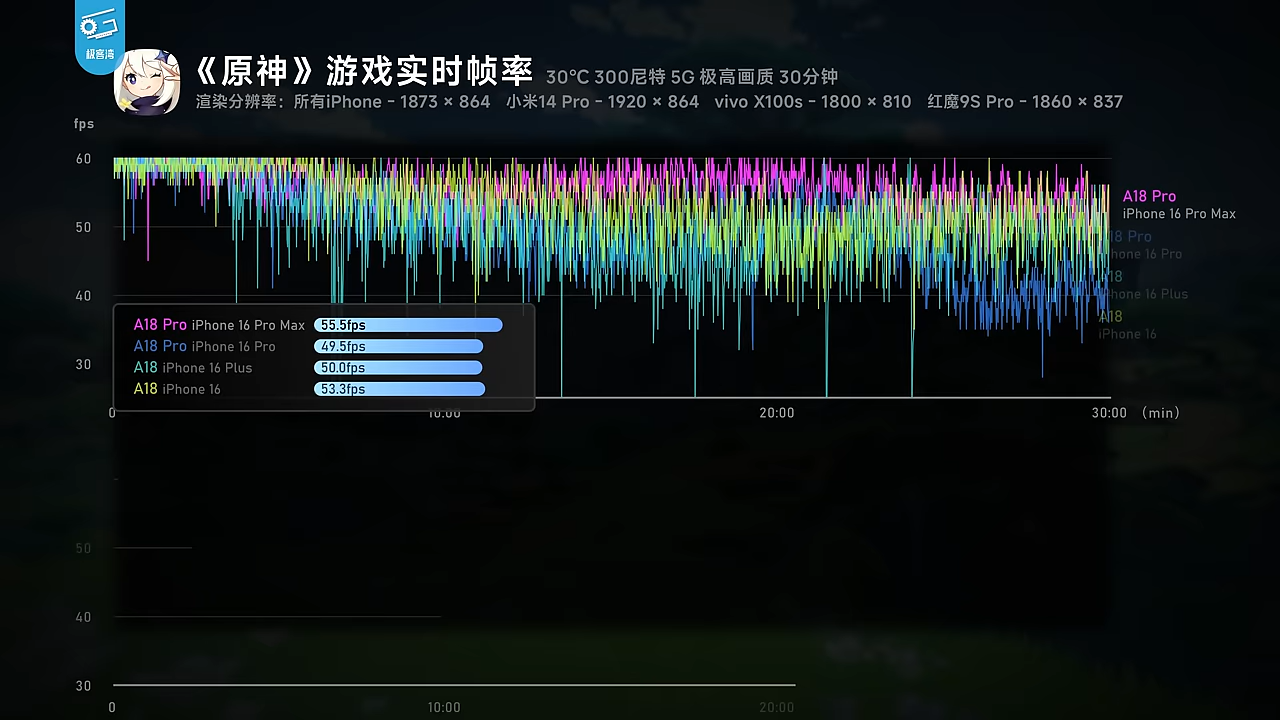 极客湾
《原神》游戏实时帧率 30°C 300尼特 5G 极高画质 30分钟
渲染分辨率：所有iPhone - 1873 × 864 小米14 Pro - 1920 × 864 vivo X100s - 1800 × 810 红魔9S Pro - 1860 × 837
fps
60
50
40
30
A18 Pro
iPhone 16 Pro Max
18 Pro
hone 16 Pro
18
hone 16 Plus
A18
iPhone 16
A18 Pro iPhone 16 Pro Max 55.5fps
A18 Pro iPhone 16 Pro 49.5fps
A18 iPhone 16 Plus 50.0fps
A18 iPhone 16 53.3fps
0 10:00 20:00 30:00 （min）
50
40
30
0 10:00 20:00